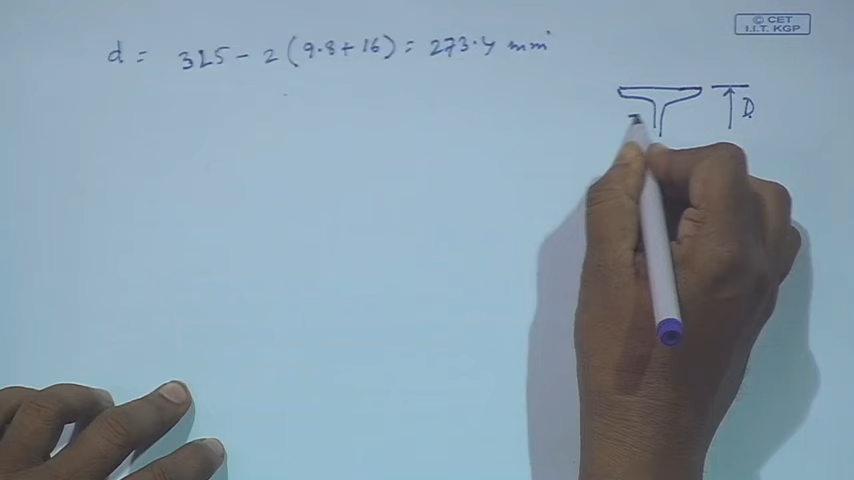 d = 325 - 2 (9.8 + 16) = 273.4 mm
© CET
I.I.T. KGP
D